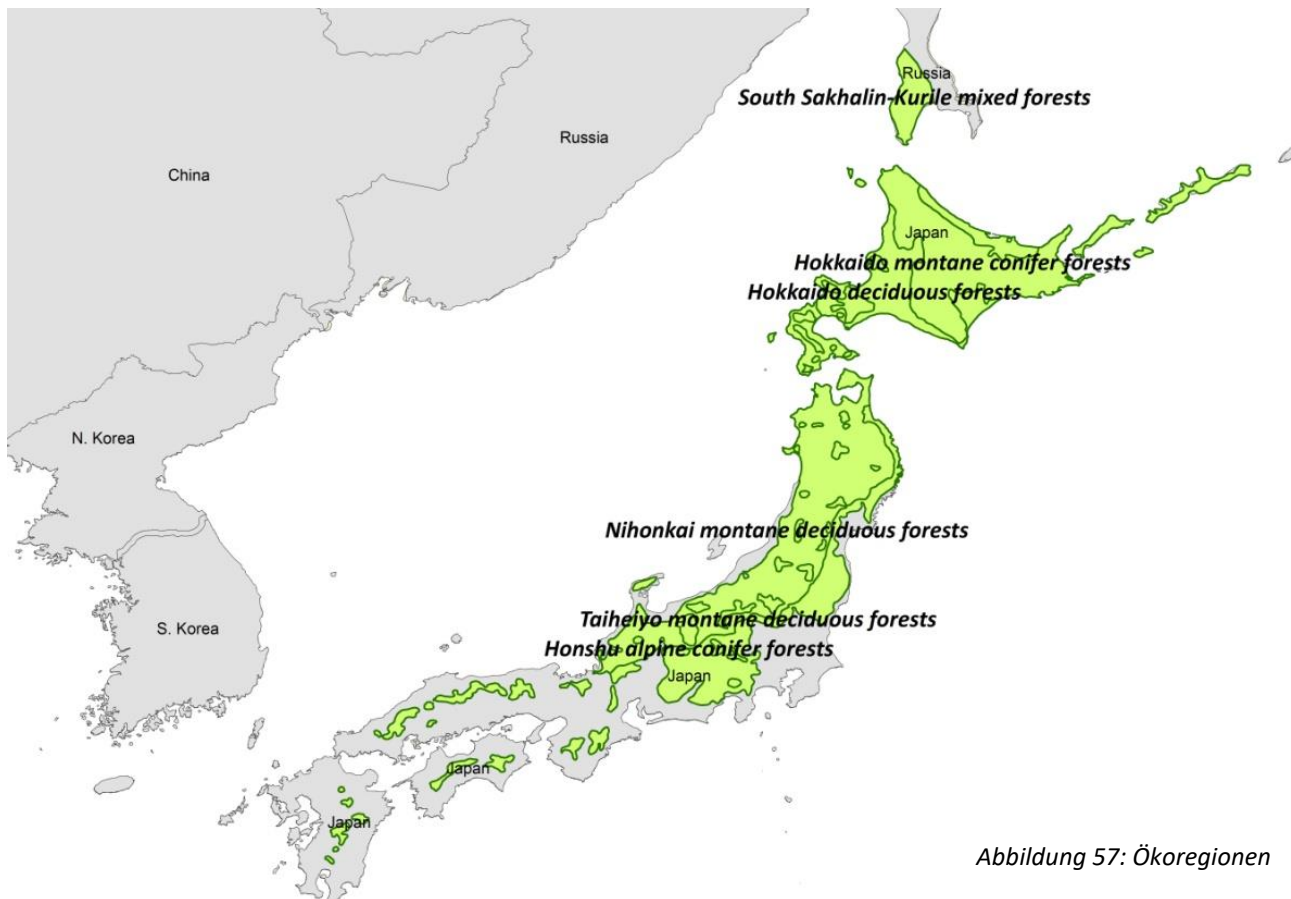 Russia
South Sakhalin-Kurile mixed forests
Russia
China
Japan
Hokkaido montane conifer forests
Hokkaido deciduous forests
N. Korea
Nihonkai montane deciduous forests
Taiheiyo montane deciduous forests
S. Korea
Honshu alpine conifer forests
Japan
Japan
Japan
Abbildung 57: Ökoregionen